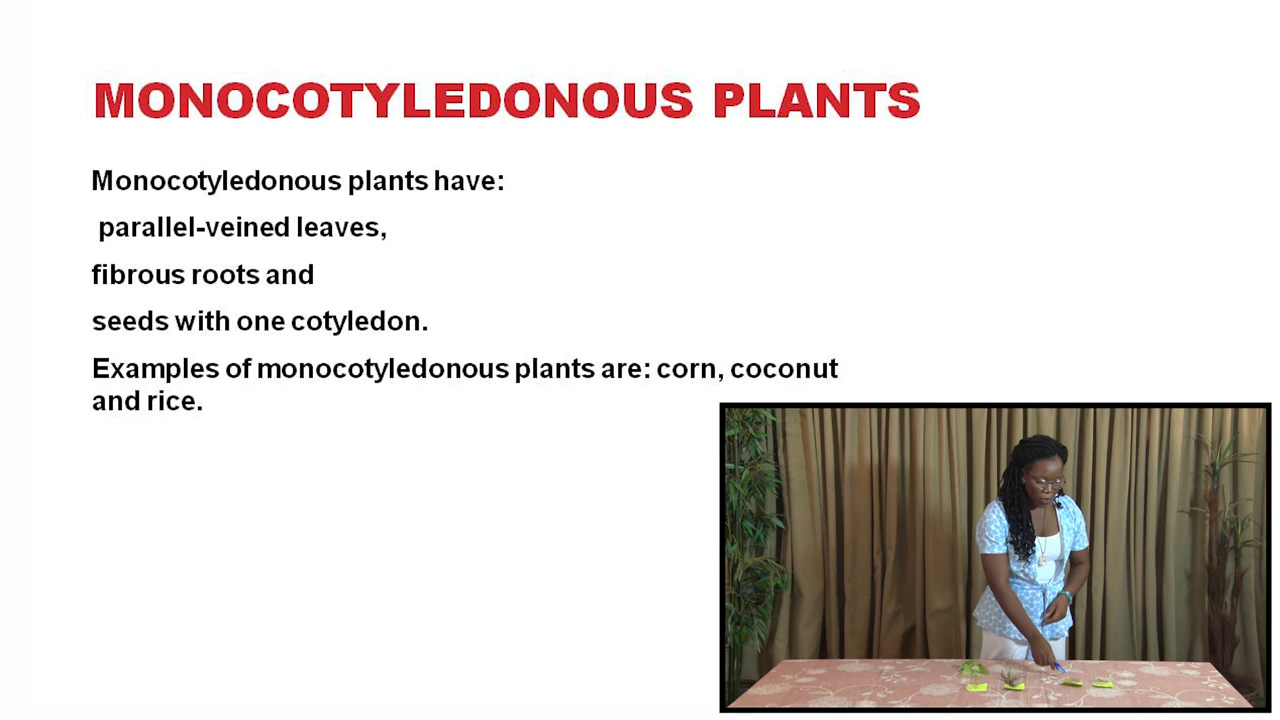 MONOCOTYLEDONOUS PLANTS
Monocotyledonous plants have:
parallel-veined leaves,
fibrous roots and
seeds with one cotyledon.
Examples of monocotyledonous plants are: corn, coconut
and rice.